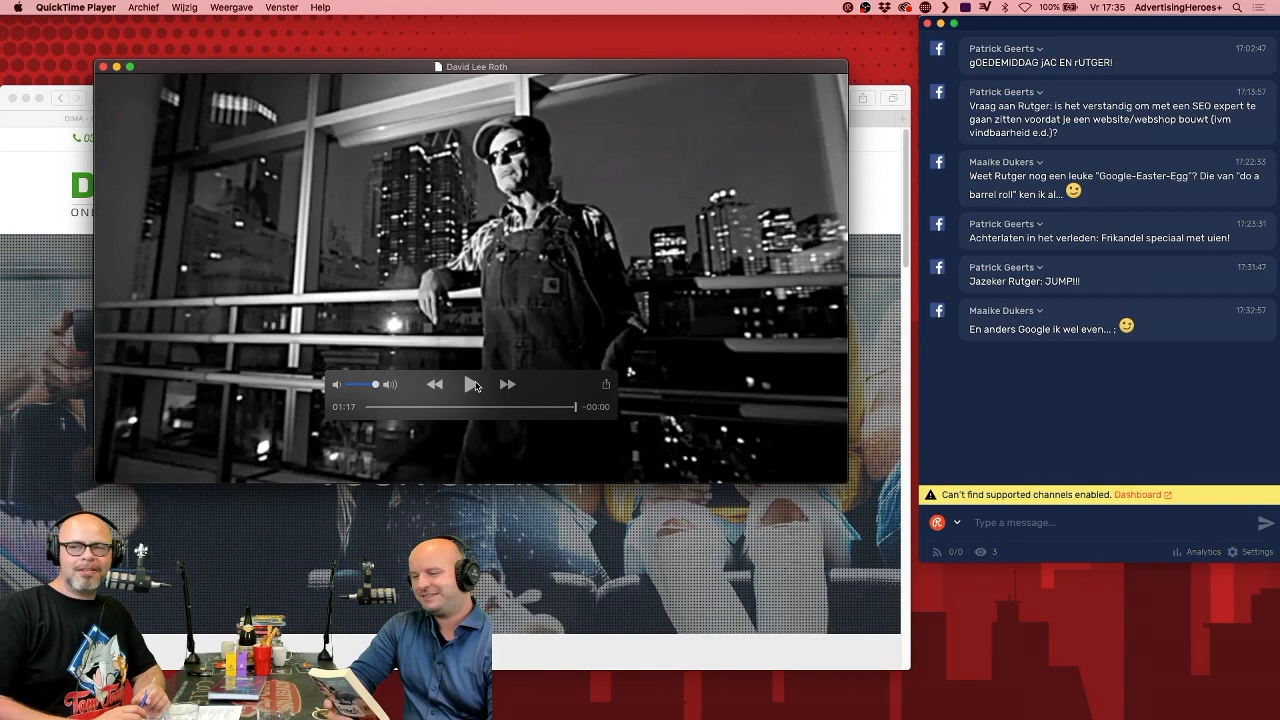 QuickTime Player Archief Wijzig Weergave Venster Help
100% Vr 17:35 AdvertisingHeroes+
David Lee Roth
DIMA -
03
D
ONL
01:17 -00:00
Tom
Patrick Geerts 17:02:47
gOEDEMIDDAG jAC EN rUTGER!
Patrick Geerts 17:13:57
Vraag aan Rutger: is het verstandig om met een SEO expert te
gaan zitten voordat je een website/webshop bouwt (ivm
vindbaarheid e.d.)?
Maaike Dukers 17:22:33
Weet Rutger nog een leuke "Google-Easter-Egg"? Die van "do a
barrel roll" ken ik al... 🙂
Patrick Geerts 17:23:31
Achterlaten in het verleden: Frikandel speciaal met uien!
Patrick Geerts 17:31:47
Jazeker Rutger: JUMP!!!
Maaike Dukers 17:32:57
En anders Google ik wel even... ; 🙂
Can't find supported channels enabled. Dashboard
Type a message...
0/0 3 Analytics Settings